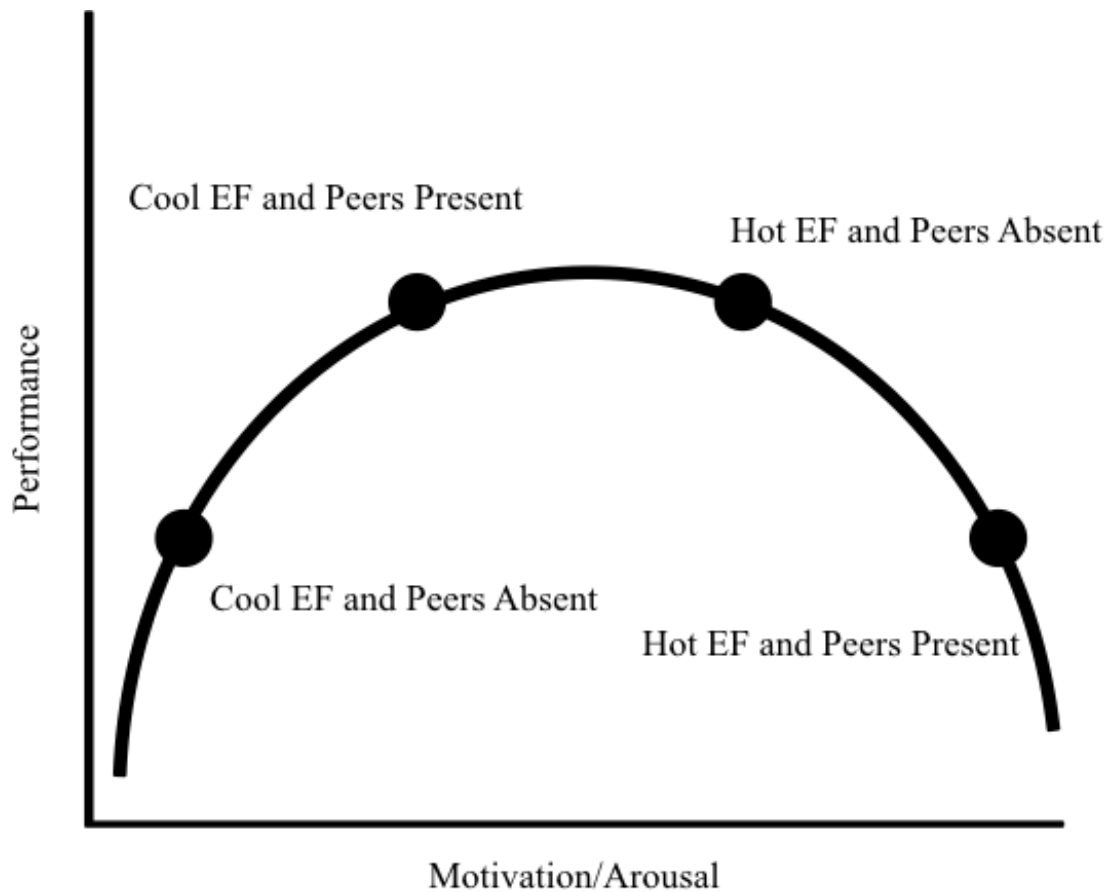 Cool EF and Peers Present
Hot EF and Peers Absent
Performance
Cool EF and Peers Absent
Hot EF and Peers Present
Motivation/Arousal